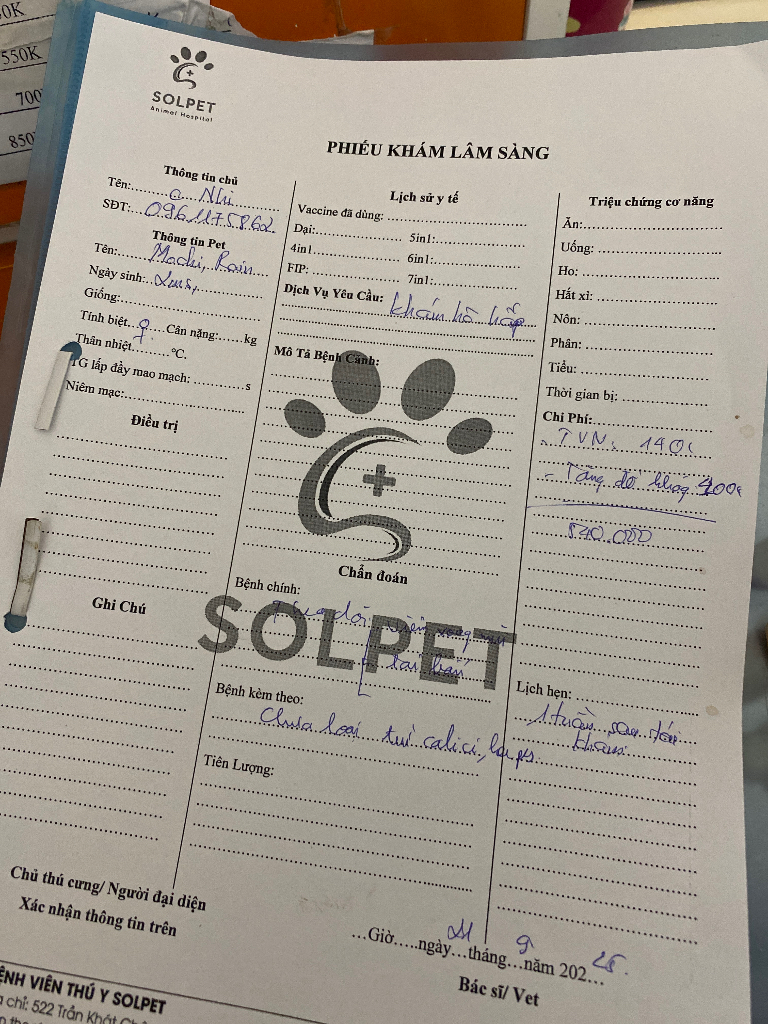 0K
550K
700
850
SOLPET
Animal Hospital
PHIẾU KHÁM LÂM SÀNG
Thông tin chủ
Tên: C. Nhi
SĐT: 0961175862
Thông tin Pet
Tên: Mochi, Rain
Ngày sinh:
Giống:
Tính biệt ♀ Cân nặng: kg
Thân nhiệt °C.
TG lấp đầy mao mạch: s
Niêm mạc:
Điều trị
Ghi Chú
Lịch sử y tế
Vaccine đã dùng:
Dại: 5in1:
4in1 6in1:
FIP: 7in1:
Dịch Vụ Yêu Cầu: khám hô hấp
Mô Tả Bệnh Cảnh:
Chẩn đoán
Bệnh chính:
Theo dõi viêm
SOLPET
Bệnh kèm theo:
Chưa loại trừ calici, herpes
Tiên Lượng:
Triệu chứng cơ năng
Ăn:
Uống:
Ho:
Hắt xì:
Nôn:
Phân:
Tiểu:
Thời gian bị:
Chi Phí:
- TVN: 140k
- Tăng đề kháng 400k
540.000
Lịch hẹn:
1 tuần sau tái
khám
Chủ thú cưng/ Người đại diện
Xác nhận thông tin trên
...Giờ.....ngày 21 tháng 9 năm 2025.
Bác sĩ/ Vet
ỆNH VIỆN THÚ Y SOLPET
a chỉ: 522 Trần Khát